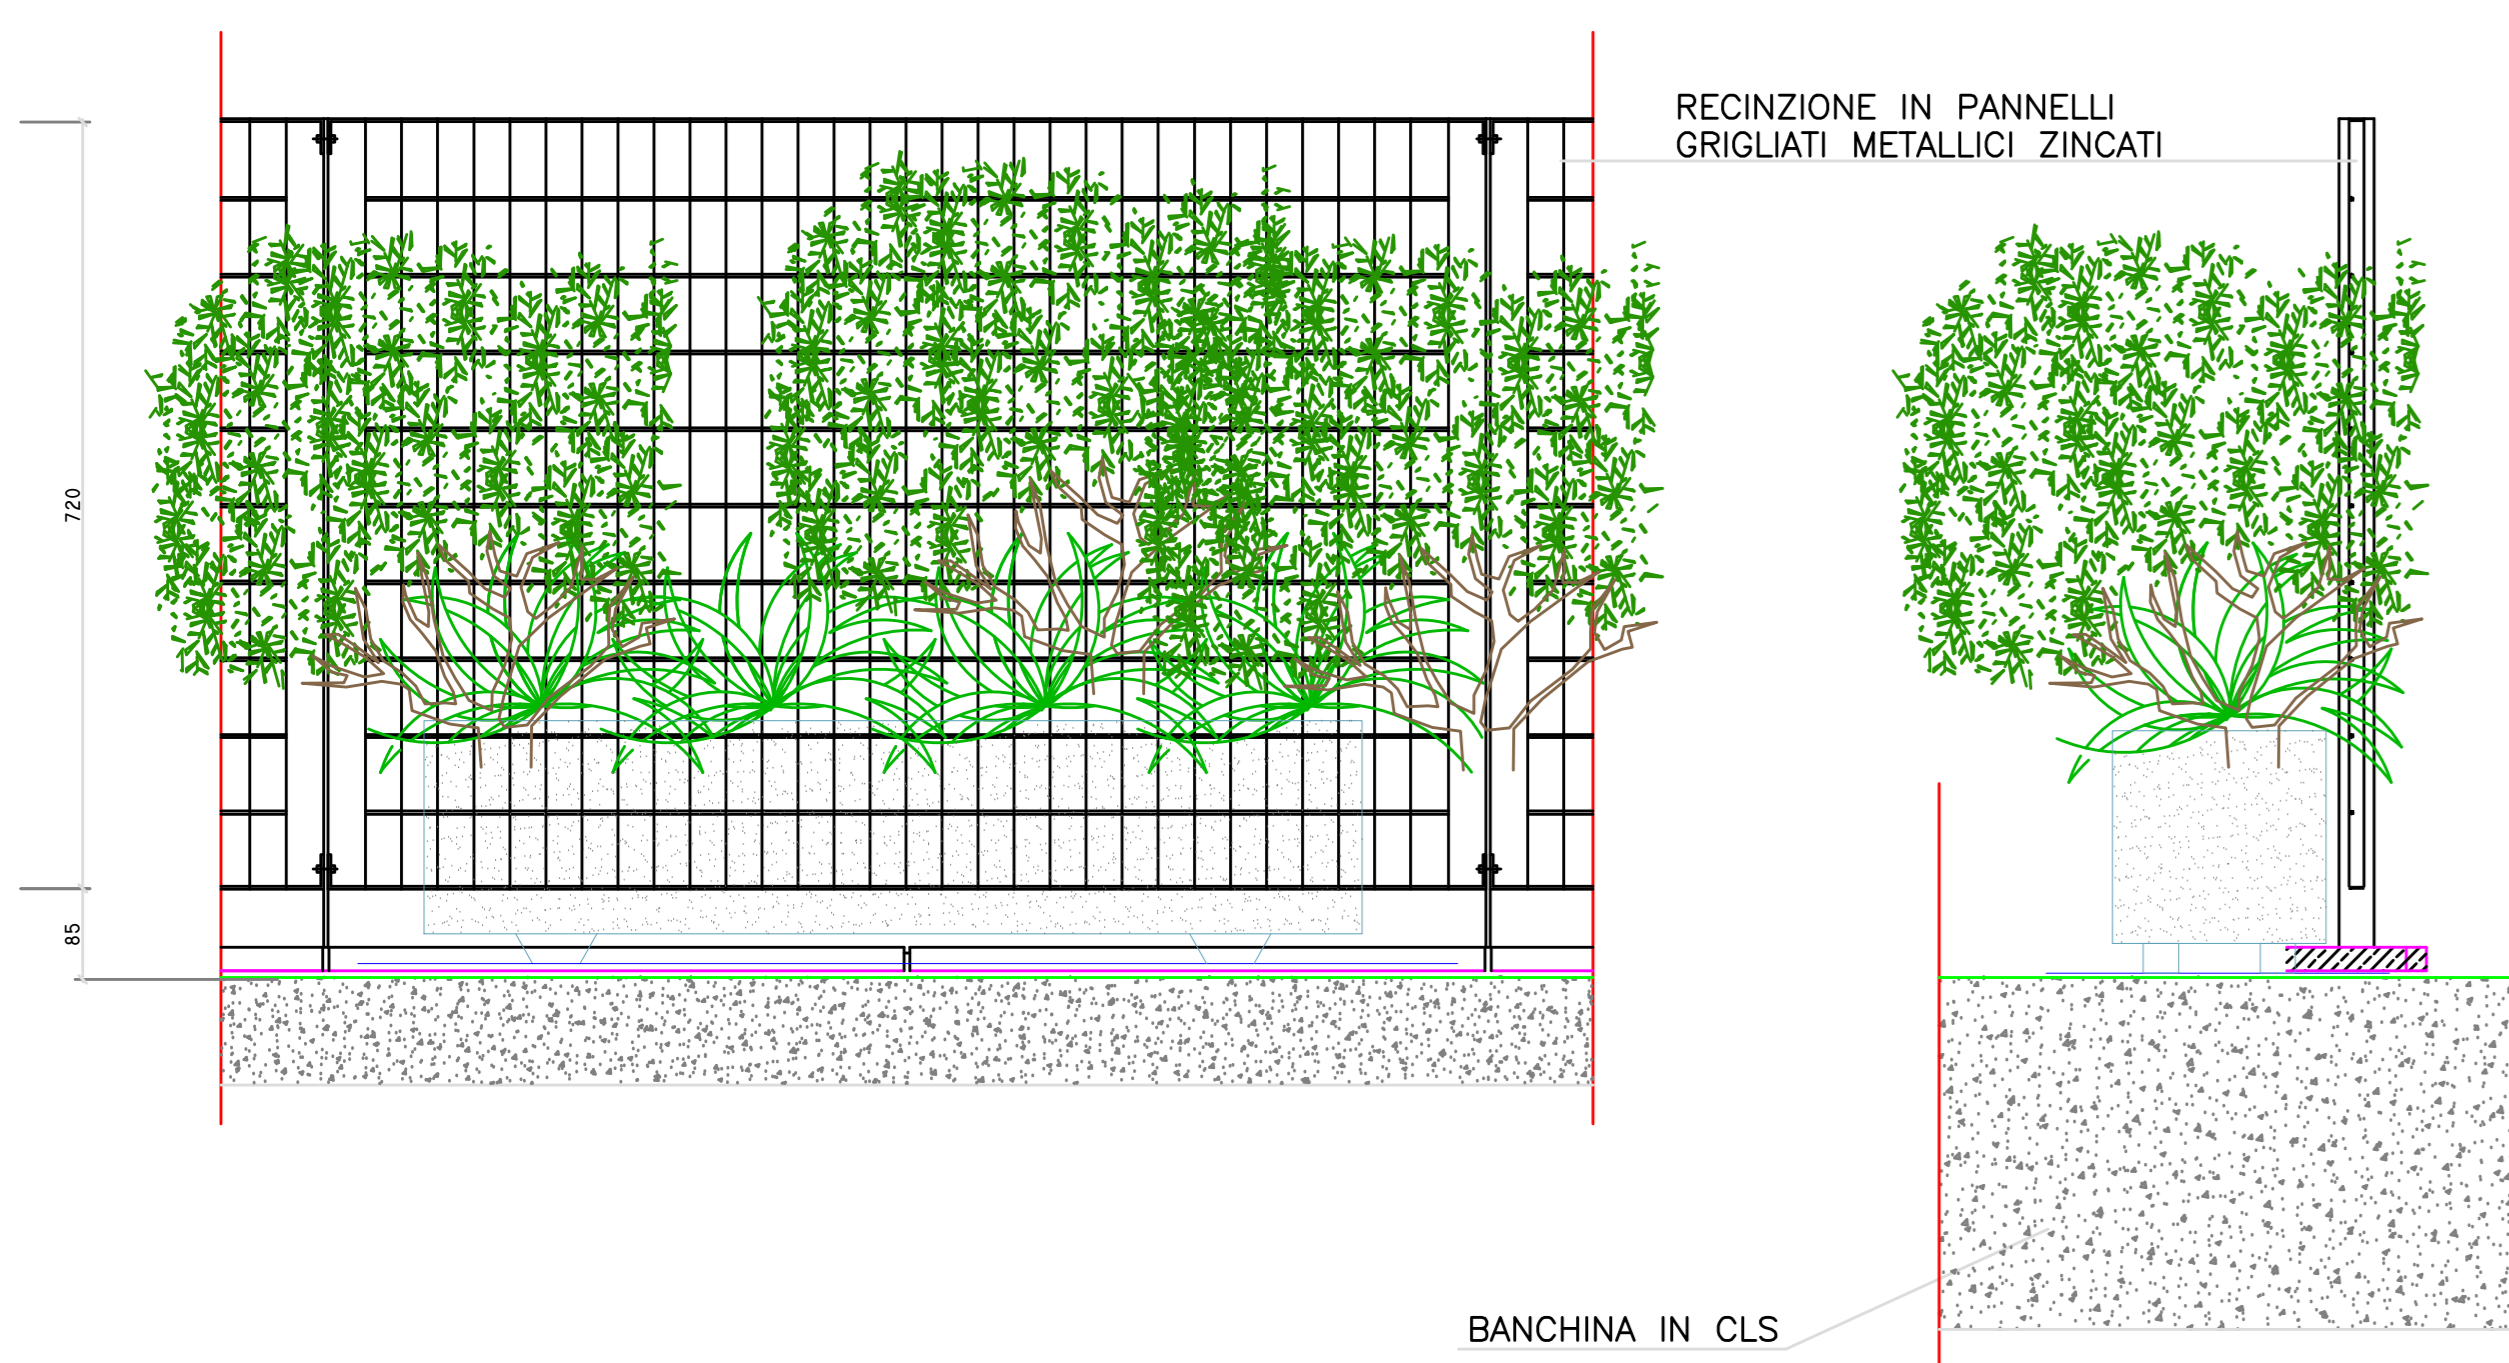 RECINZIONE IN PANNELLI
GRIGLIATI METALLICI ZINCATI
720
85
BANCHINA IN CLS